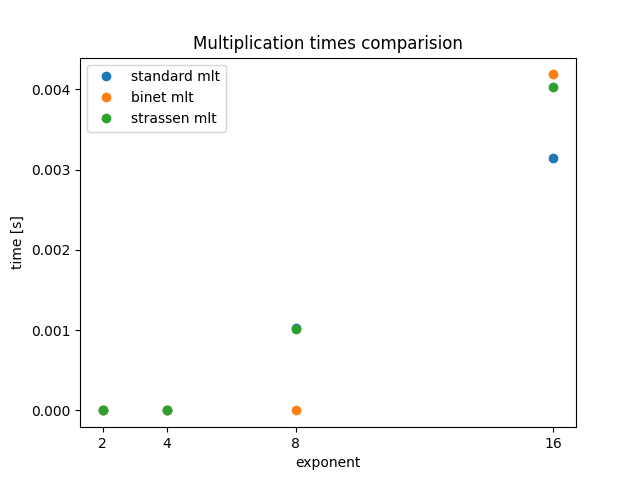 Multiplication times comparision
standard mlt
binet mlt
strassen mlt
0.004
0.003
0.002
0.001
0.000
time [s]
2 4 8 16
exponent